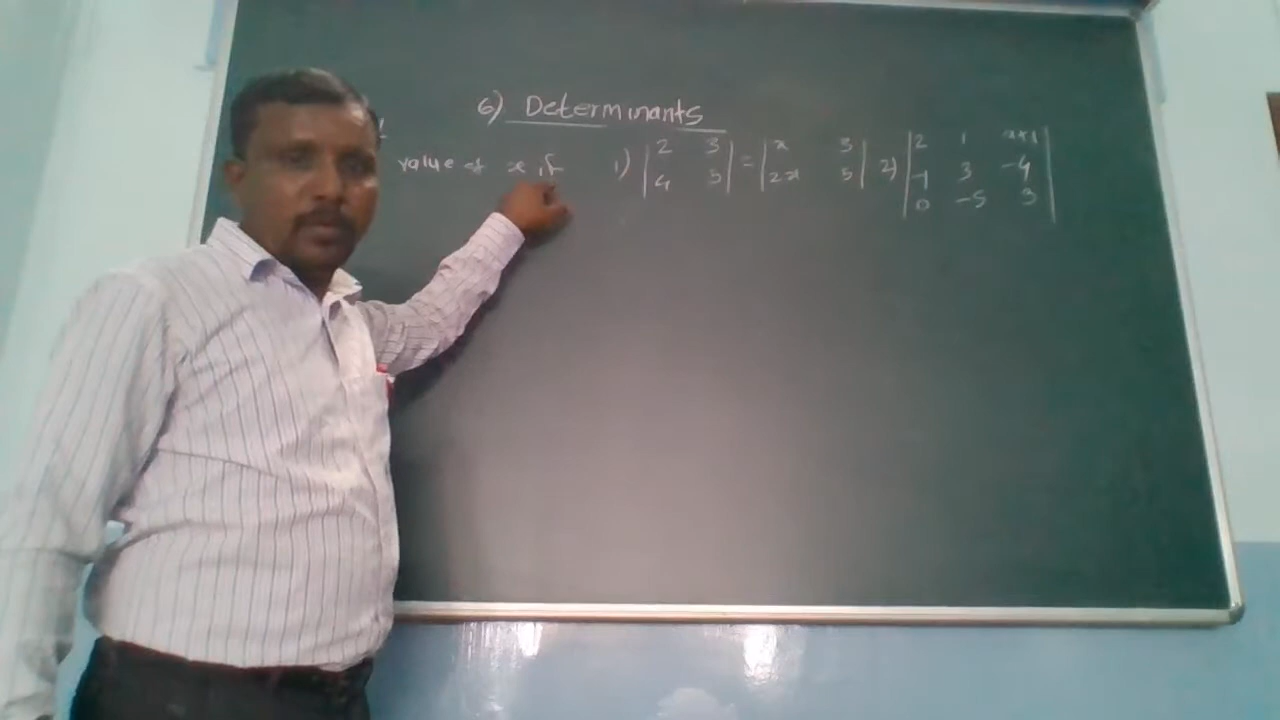 6) Determinants
value of x if 1) | 2 3 | = | x 3 | 2) | 2 1 x+1 |
| 4 5 | | 2x 5 | | -1 3 -4 |
| 0 -5 3 |